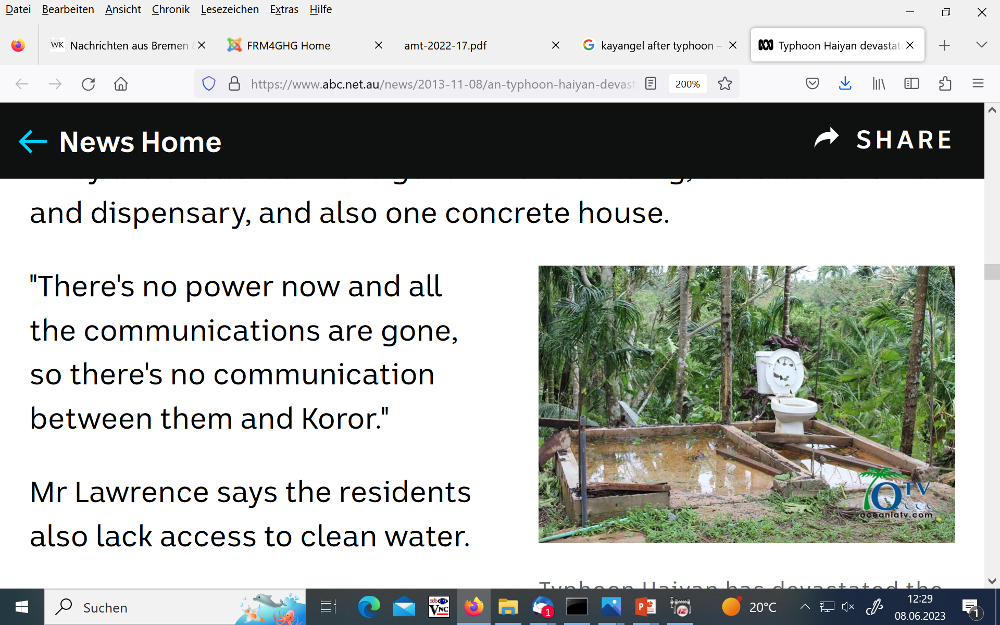 Datei Bearbeiten Ansicht Chronik Lesezeichen Extras Hilfe
WK Nachrichten aus Bremen FRM4GHG Home amt-2022-17.pdf kayangel after typhoon – Typhoon Haiyan devastat
https://www.abc.net.au/news/2013-11-08/an-typhoon-haiyan-devast 200%
News Home SHARE
and dispensary, and also one concrete house.
"There's no power now and all
the communications are gone,
so there's no communication
between them and Koror."
Mr Lawrence says the residents
also lack access to clean water.
OTV
oceaniatv.com
Typhoon Haiyan has devastated the
Suchen VNC 1 iz 20°C 12:29
08.06.2023 1